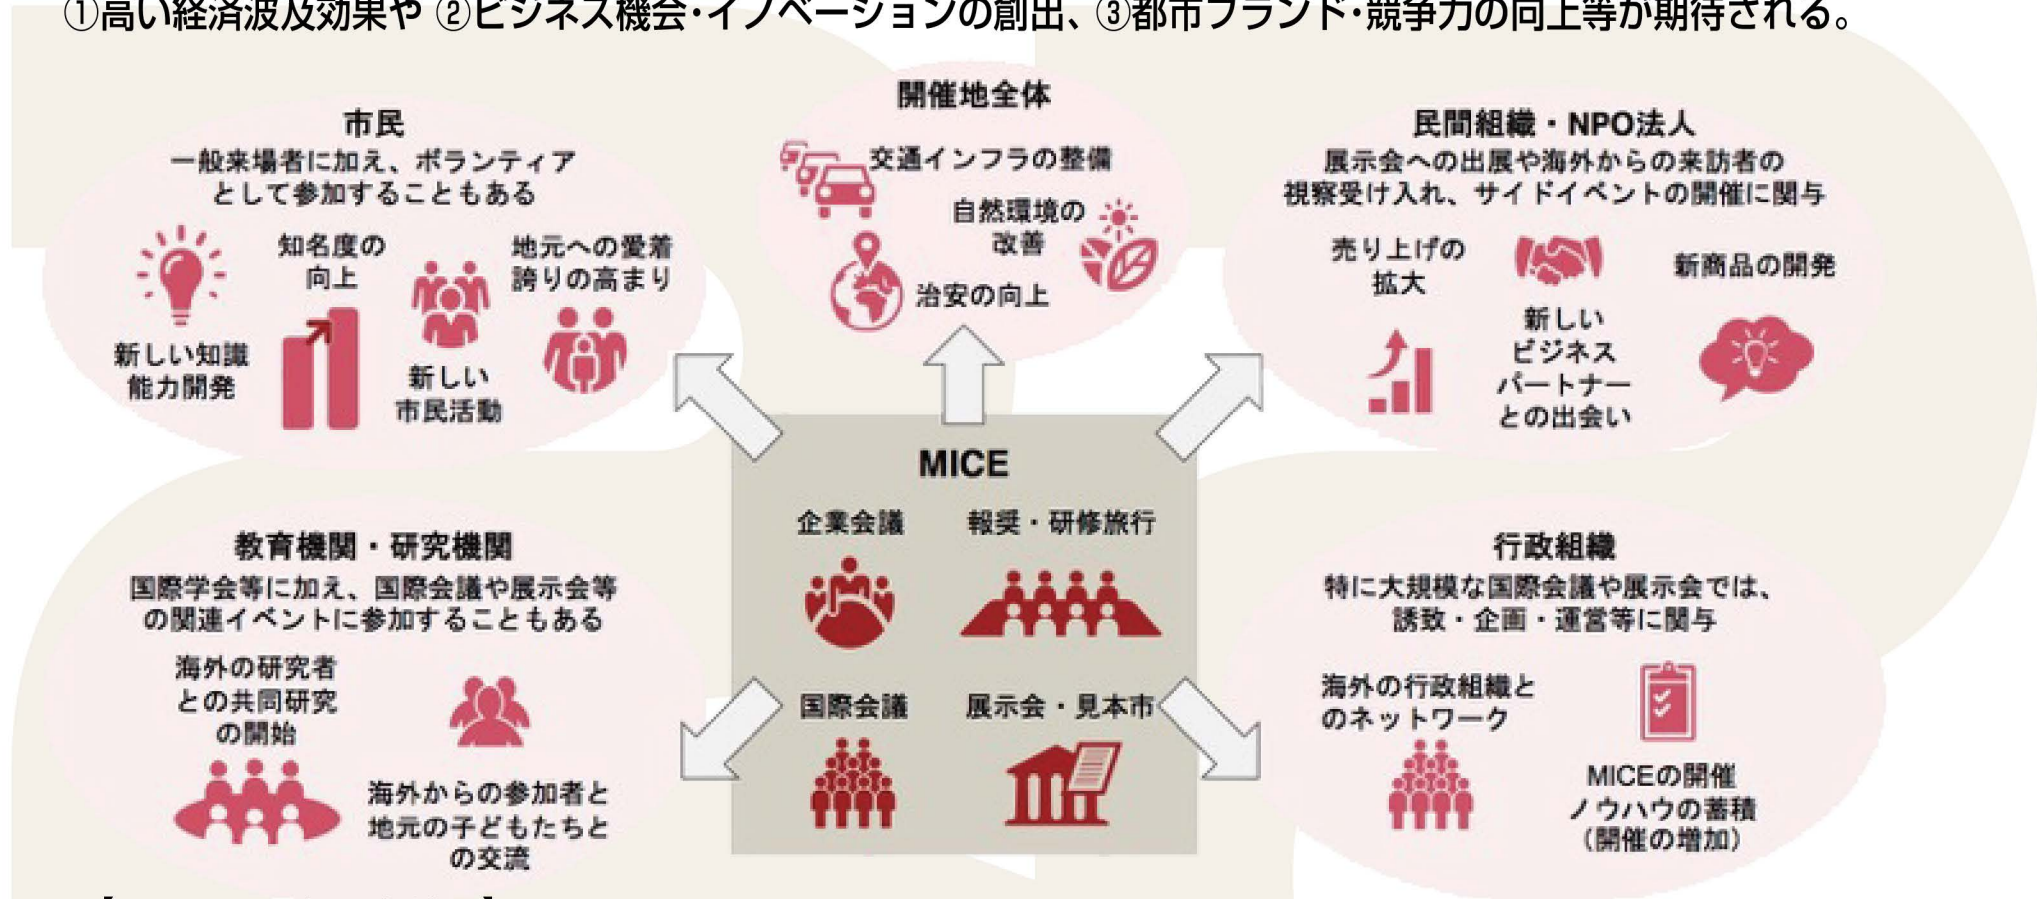 ①高い経済波及効果や ②ビジネス機会･イノベーションの創出、③都市ブランド･競争力の向上等が期待される。
市民
一般来場者に加え、ボランティア
として参加することもある
新しい知識
能力開発
知名度の
向上
新しい
市民活動
地元への愛着
誇りの高まり
開催地全体
交通インフラの整備
自然環境の
改善
治安の向上
民間組織・NPO法人
展示会への出展や海外からの来訪者の
視察受け入れ、サイドイベントの開催に関与
売り上げの
拡大
新しい
ビジネス
パートナー
との出会い
新商品の開発
MICE
企業会議
報奨・研修旅行
国際会議
展示会・見本市
教育機関・研究機関
国際学会等に加え、国際会議や展示会等
の関連イベントに参加することもある
海外の研究者
との共同研究
の開始
海外からの参加者と
地元の子どもたちと
の交流
行政組織
特に大規模な国際会議や展示会では、
誘致・企画・運営等に関与
海外の行政組織と
のネットワーク
MICEの開催
ノウハウの蓄積
（開催の増加）